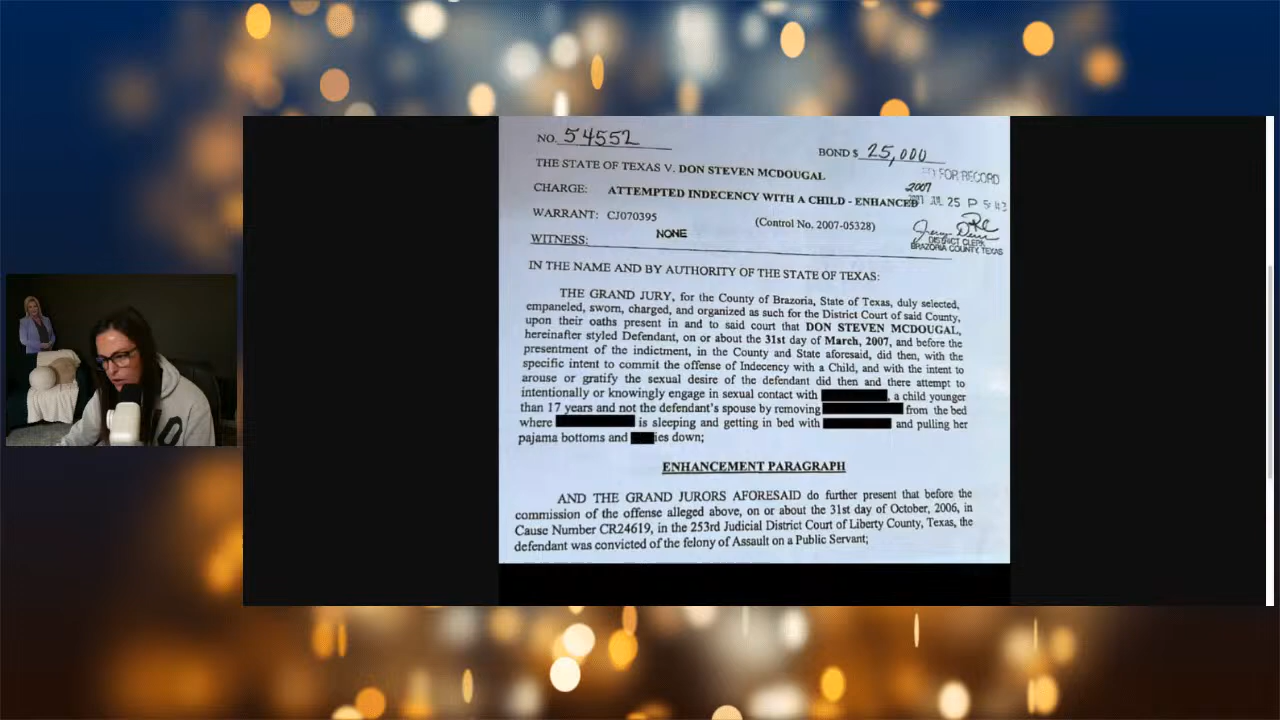 NO. 54552
BOND $ 25,000
THE STATE OF TEXAS V. DON STEVEN MCDOUGAL
FOR RECORD
2007
CHARGE: ATTEMPTED INDECENCY WITH A CHILD - ENHANCED
25 P
WARRANT: CJ070395
(Control No. 2007-05328)
NONE
WITNESS:
DISTRICT CLERK
BRAZORIA COUNTY, TEXAS
IN THE NAME AND BY AUTHORITY OF THE STATE OF TEXAS:
THE GRAND JURY, for the County of Brazoria, State of Texas, duly selected,
empaneled, sworn, charged, and organized as such for the District Court of said County,
upon their oaths present in and to said court that DON STEVEN MCDOUGAL,
hereinafter styled Defendant, on or about the 31st day of March, 2007, and before the
presentment of the indictment, in the County and State aforesaid, did then, with the
specific intent to commit the offense of Indecency with a Child, and with the intent to
arouse or gratify the sexual desire of the defendant did then and there attempt to
intentionally or knowingly engage in sexual contact with , a child younger
than 17 years and not the defendant's spouse by removing from the bed
where is sleeping and getting in bed with and pulling her
pajama bottoms and ies down;
ENHANCEMENT PARAGRAPH
AND THE GRAND JURORS AFORESAID do further present that before the
commission of the offense alleged above, on or about the 31st day of October, 2006, in
Cause Number CR24619, in the 253rd Judicial District Court of Liberty County, Texas, the
defendant was convicted of the felony of Assault on a Public Servant;